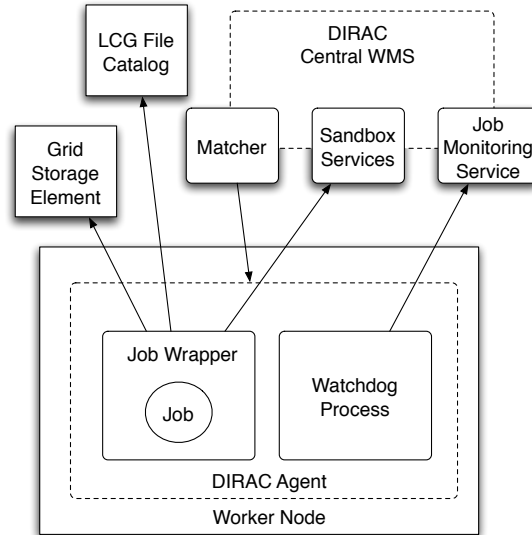 LCG File
Catalog
DIRAC
Central WMS
Matcher
Sandbox
Services
Job
Monitoring
Service
Grid
Storage
Element
Job Wrapper
Job
Watchdog
Process
DIRAC Agent
Worker Node